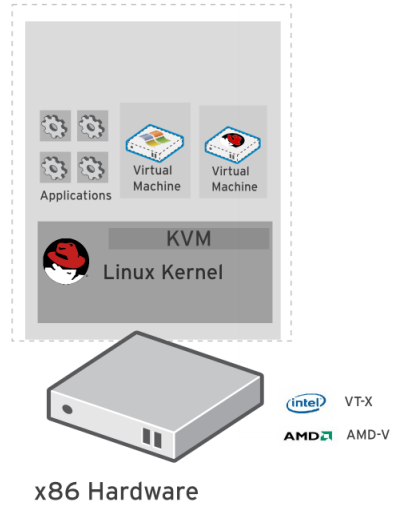 Applications
Virtual
Machine
Virtual
Machine
KVM
Linux Kernel
intel
VT-X
AMD
AMD-V
x86 Hardware